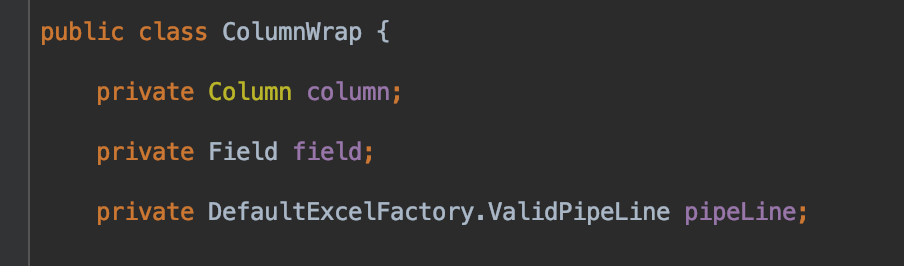 public class ColumnWrap {
private Column column;
private Field field;
private DefaultExcelFactory.ValidPipeLine pipeLine;